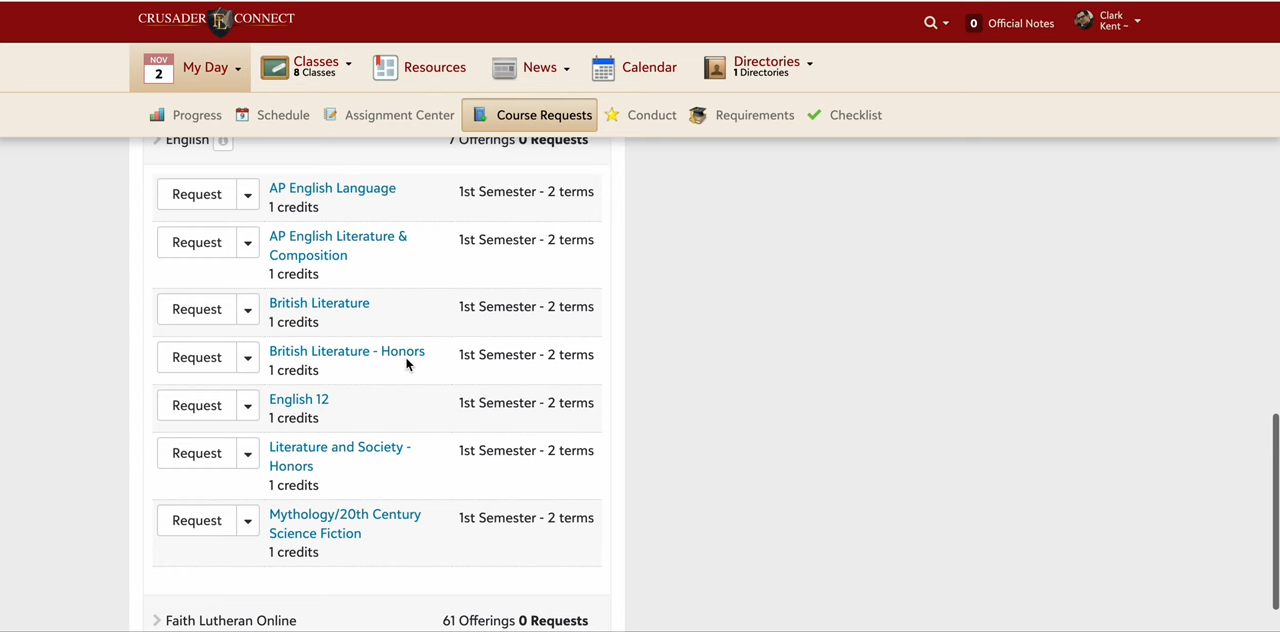 CRUSADER FL CONNECT
0 Official Notes
Clark
Kent ~
NOV
2
My Day
Classes
8 Classes
Resources
News
Calendar
Directories
1 Directories
Progress
Schedule
Assignment Center
Course Requests
Conduct
Requirements
Checklist
English
7 Offerings 0 Requests
Request
AP English Language
1 credits
1st Semester - 2 terms
Request
AP English Literature &
Composition
1 credits
1st Semester - 2 terms
Request
British Literature
1 credits
1st Semester - 2 terms
Request
British Literature - Honors
1 credits
1st Semester - 2 terms
Request
English 12
1 credits
1st Semester - 2 terms
Request
Literature and Society -
Honors
1 credits
1st Semester - 2 terms
Request
Mythology/20th Century
Science Fiction
1 credits
1st Semester - 2 terms
Faith Lutheran Online
61 Offerings 0 Requests